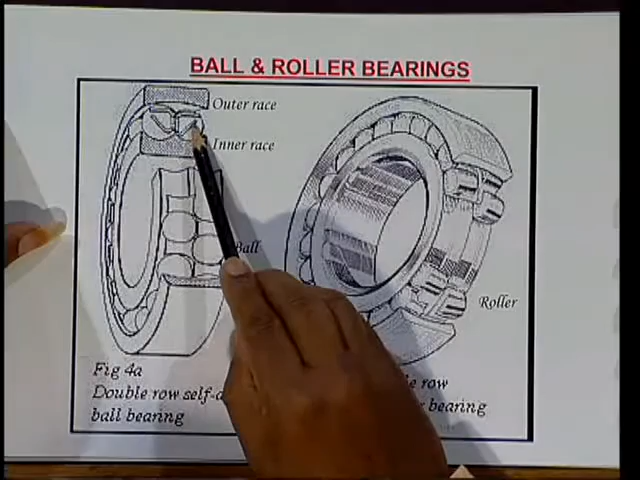 BALL & ROLLER BEARINGS
Outer race
Inner race
Ball
Roller
Fig 4a
Double row self-
ball bearing
row
bearing